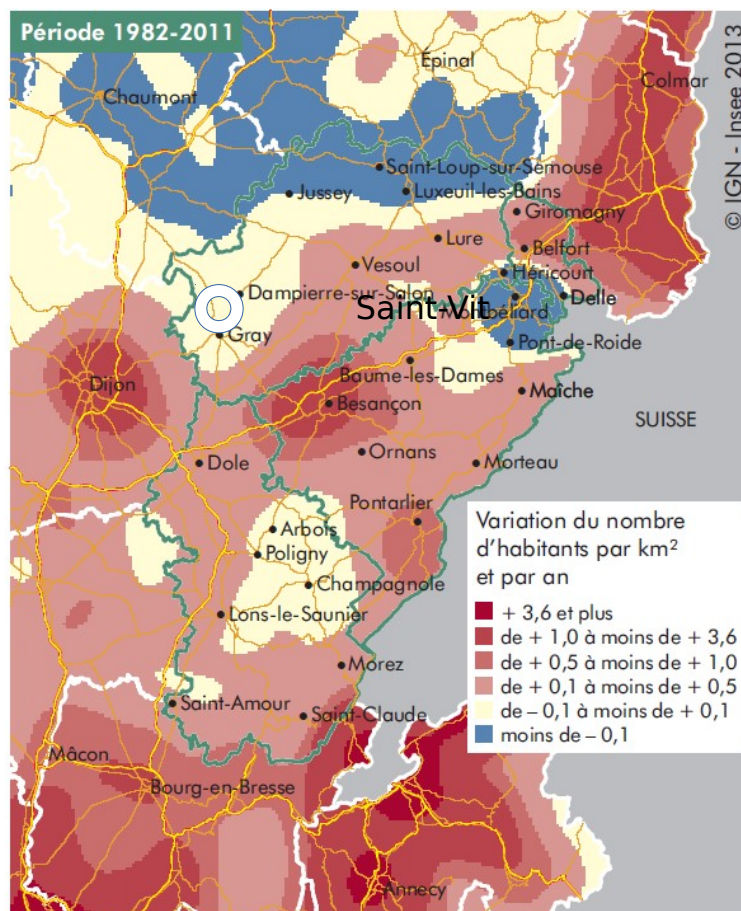 Période 1982-2011
© IGN - Insee 2013
Épinal
Colmar
Chaumont
Saint-Loup-sur-Semouse
Jussey
Luxeuil-les-Bains
Giromagny
Lure
Belfort
Vesoul
Héricourt
Dampierre-sur-Salon
Delle
Saint-Vit
Gray
Pont-de-Roide
Baume-les-Dames
Dijon
Maîche
Besançon
SUISSE
Ornans
Dole
Morteau
Pontarlier
Arbois
Poligny
Champagnole
Lons-le-Saunier
Morez
Saint-Amour
Saint-Claude
Mâcon
Bourg-en-Bresse
Annecy
Variation du nombre
d’habitants par km²
et par an
+ 3,6 et plus
de + 1,0 à moins de + 3,6
de + 0,5 à moins de + 1,0
de + 0,1 à moins de + 0,5
de – 0,1 à moins de + 0,1
moins de – 0,1